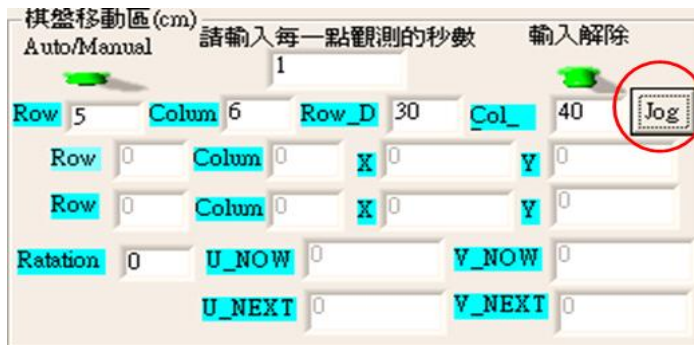 棋盤移動區(cm)
Auto/Manual 請輸入每一點觀測的秒數 輸入解除
1
Row 5 Colum 6 Row_D 30 Col_ 40 Jog
Row 0 Colum 0 X 0 Y 0
Row 0 Colum 0 X 0 Y 0
Ratation 0 U_NOW 0 V_NOW 0
U_NEXT 0 V_NEXT 0